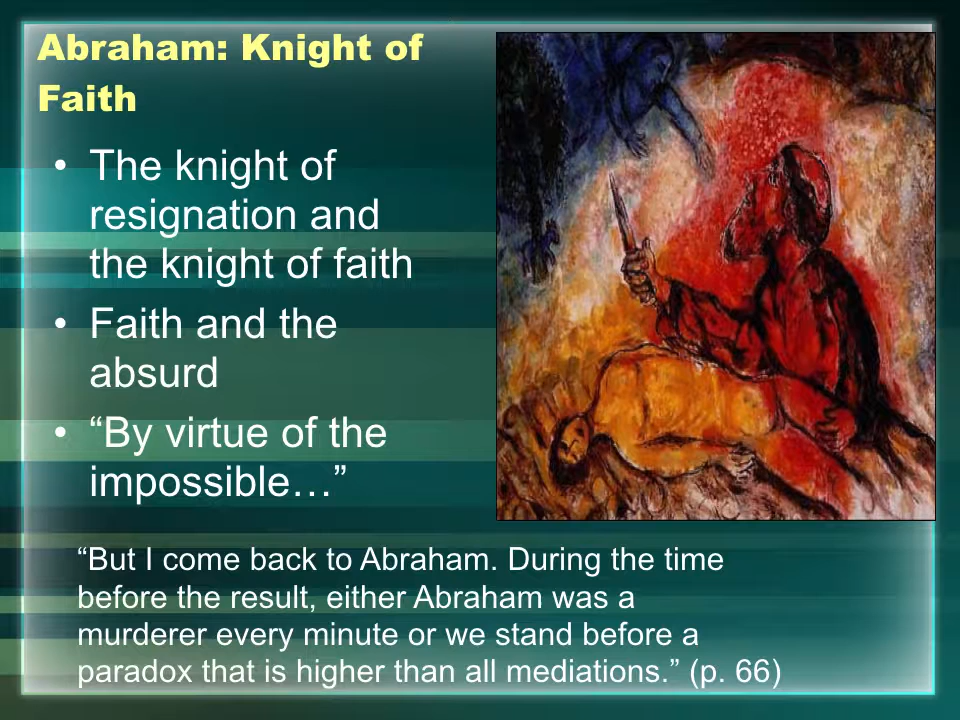 Abraham: Knight of
Faith
• The knight of
resignation and
the knight of faith
• Faith and the
absurd
• “By virtue of the
impossible…”
“But I come back to Abraham. During the time
before the result, either Abraham was a
murderer every minute or we stand before a
paradox that is higher than all mediations.” (p. 66)